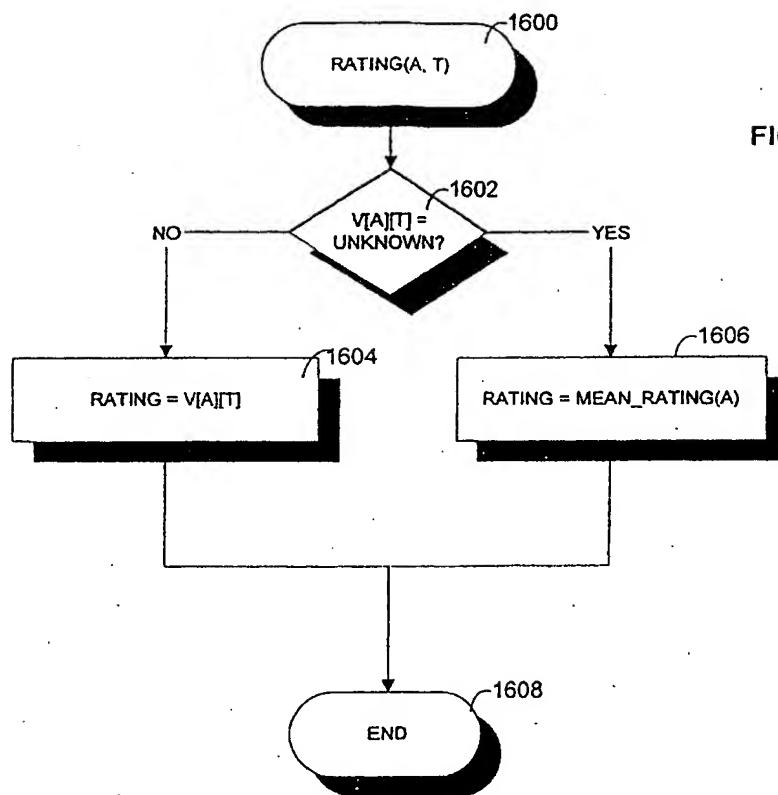 1600
RATING(A, T)
1602
V[A][T] =
UNKNOWN?
NO
YES
1604
RATING = V[A][T]
1606
RATING = MEAN_RATING(A)
1608
END